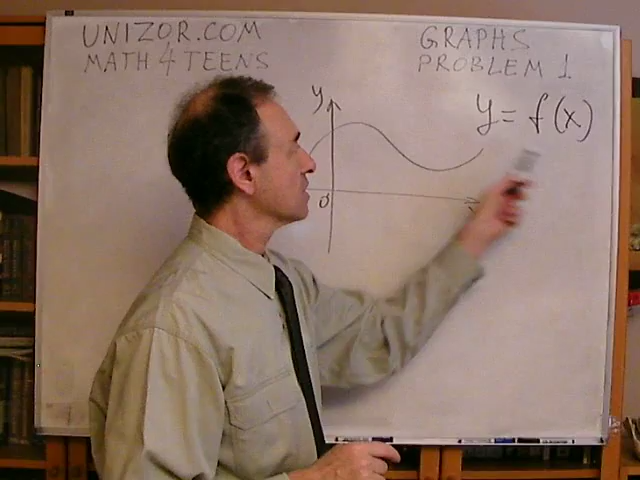 UNIZOR.COM
MATH 4 TEENS
GRAPHS
PROBLEM 1
y = f(x)
y
0